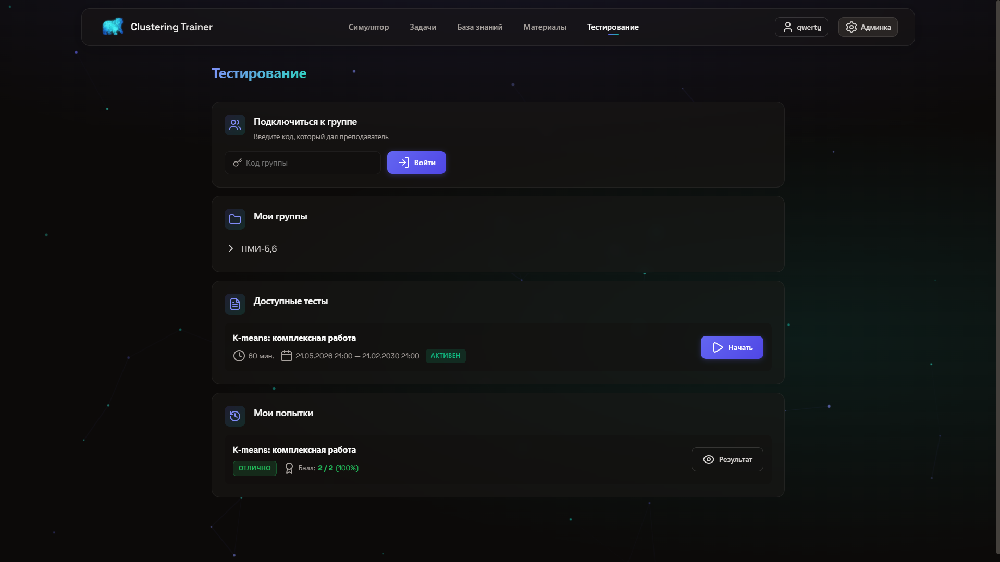 Clustering Trainer
Симулятор
Задачи
База знаний
Материалы
Тестирование
qwerty
Админка
Тестирование
Подключиться к группе
Введите код, который дал преподаватель
Код группы
Войти
Мои группы
ПМИ-5,6
Доступные тесты
K-means: комплексная работа
60 мин.
21.05.2026 21:00 — 21.02.2030 21:00
АКТИВЕН
Начать
Мои попытки
K-means: комплексная работа
ОТЛИЧНО
Балл: 2 / 2 (100%)
Результат